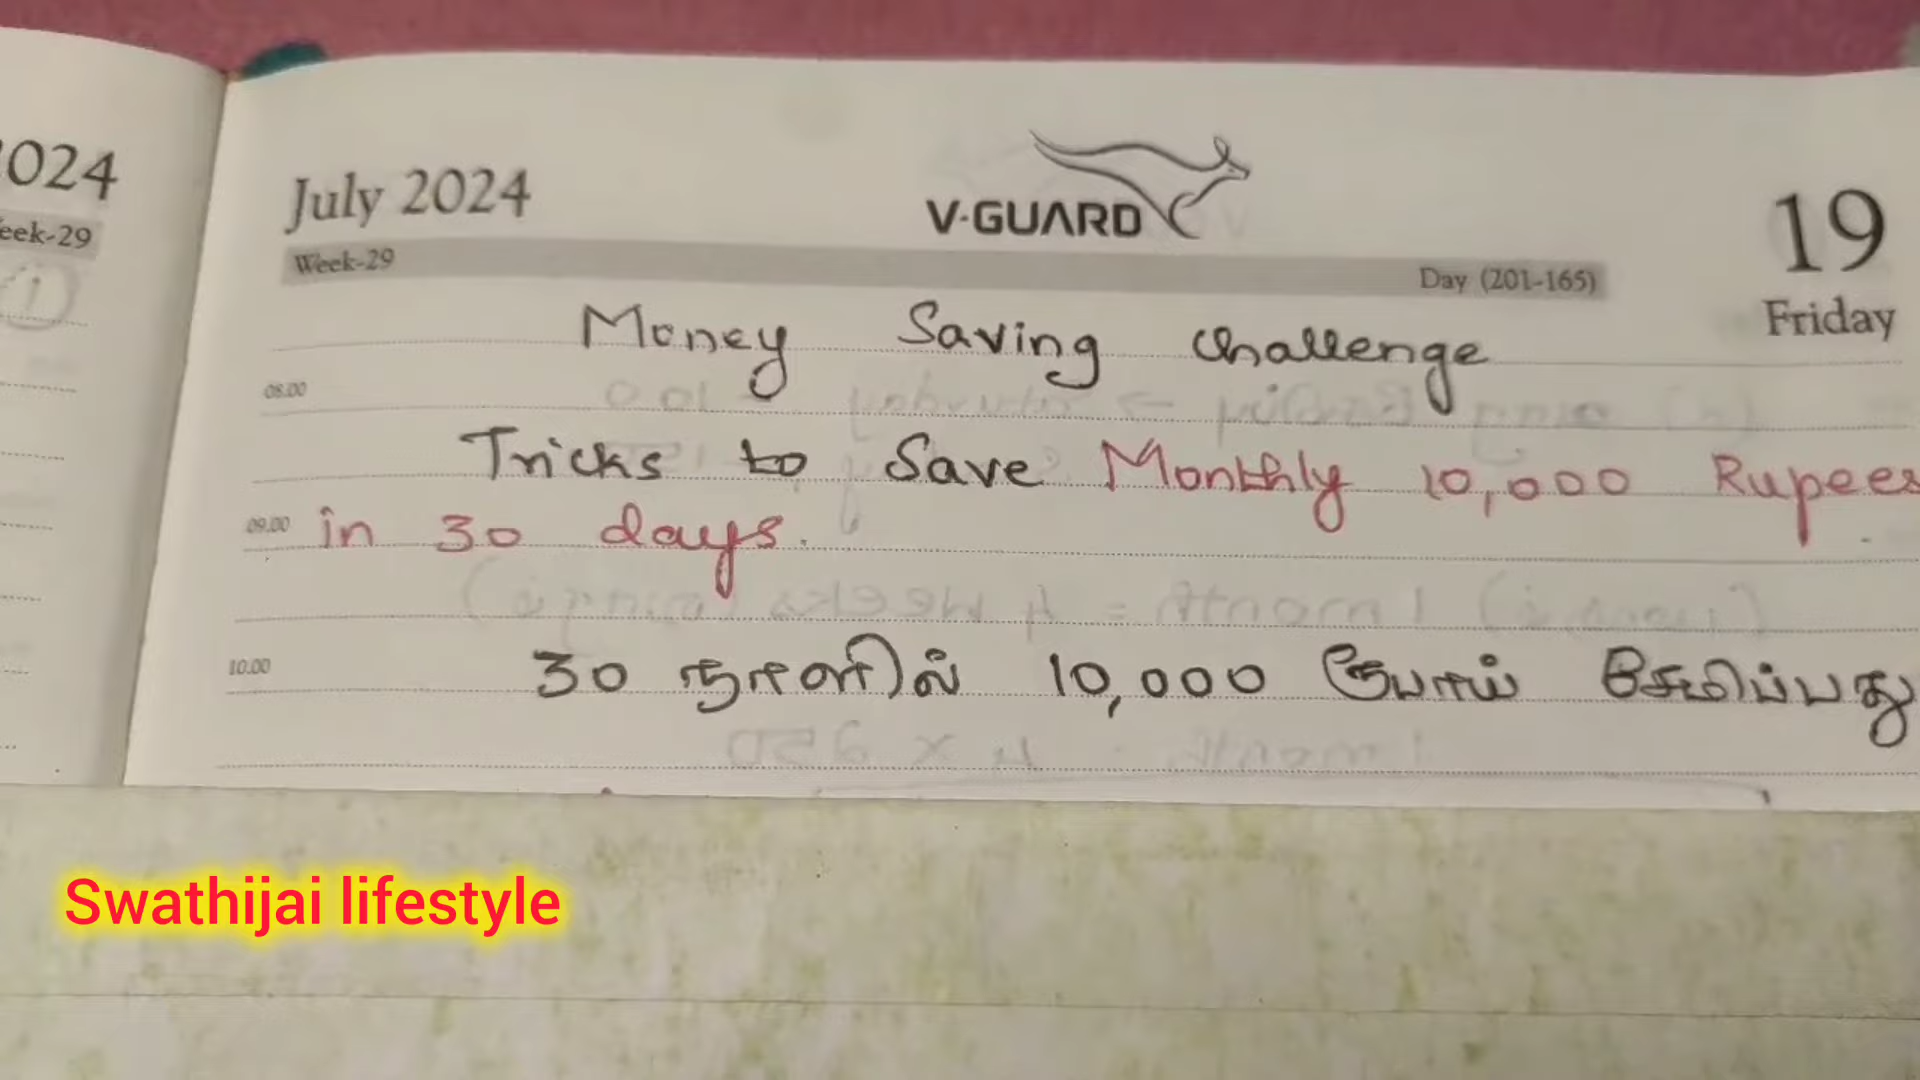 2024
Week-29
1
July 2024
V-GUARD
19
Week-29
Day (201-165)
Friday
Money Saving challenge
08.00
Tricks to Save Monthly 10,000 Rupees
09.00 in 30 days.
10.00
30 நாளில் 10,000 ரூபாய் சேமிப்பது
Swathijai lifestyle